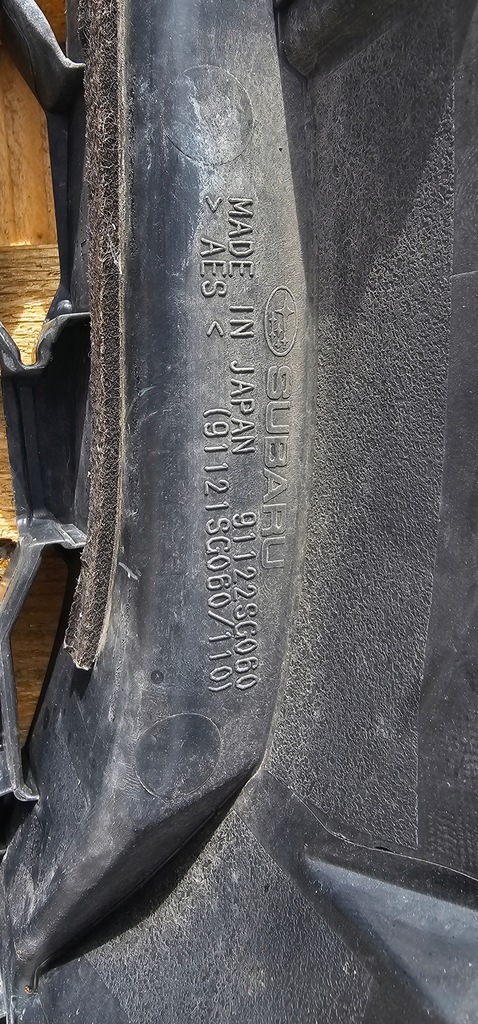 SUBARU
MADE IN JAPAN 91122SG060
> AES < (91121SG060/110)